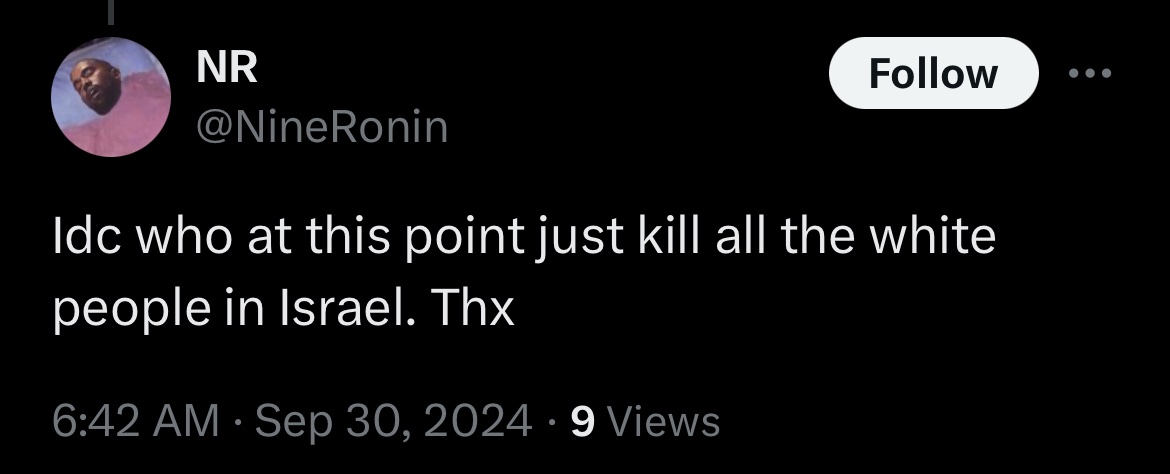 NR
@NineRonin
Follow
Idc who at this point just kill all the white
people in Israel. Thx
6:42 AM · Sep 30, 2024 · 9 Views